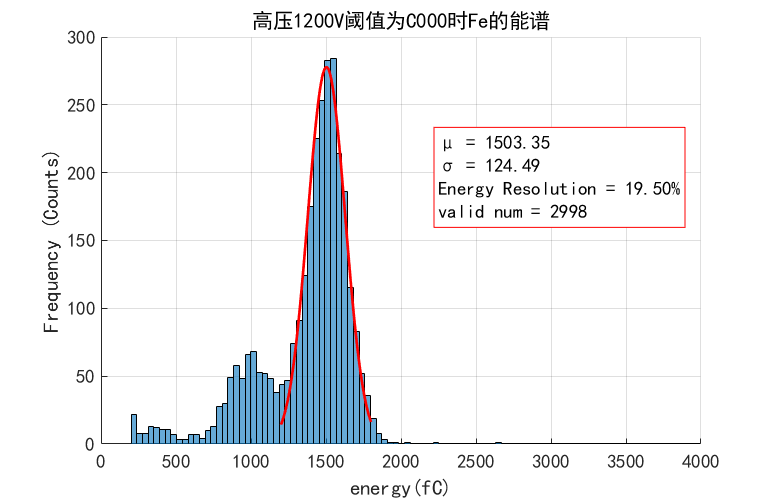 高压1200V阈值为C000时Fe的能谱
300
250
200
150
100
50
0
Frequency (Counts)
μ = 1503.35
σ = 124.49
Energy Resolution = 19.50%
valid num = 2998
0 500 1000 1500 2000 2500 3000 3500 4000
energy(fC)